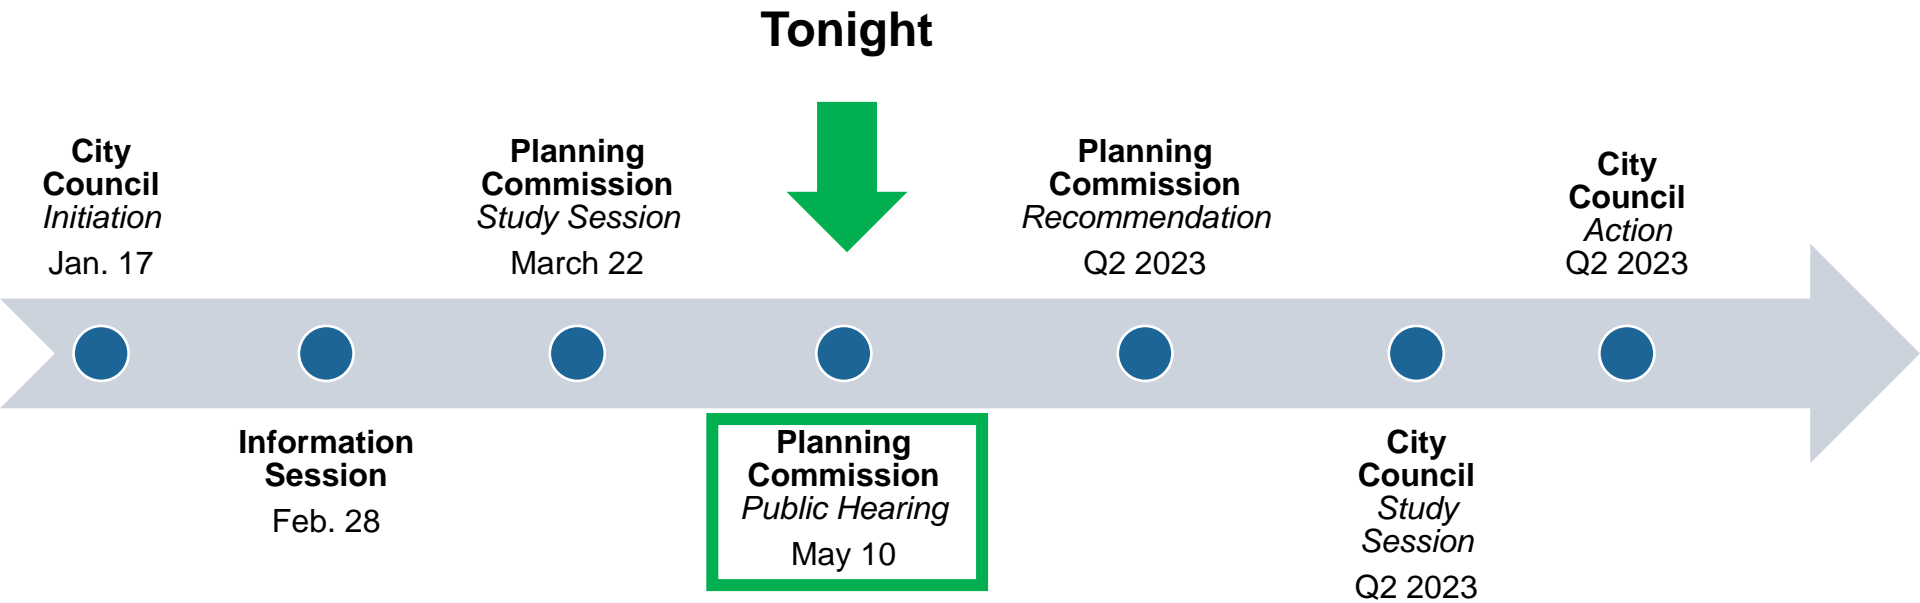 Tonight
City
Council
Initiation
Jan. 17
Information
Session
Feb. 28
Planning
Commission
Study Session
March 22
Planning
Commission
Public Hearing
May 10
Planning
Commission
Recommendation
Q2 2023
City
Council
Study
Session
Q2 2023
City
Council
Action
Q2 2023